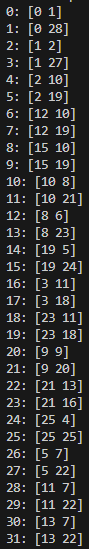 0: [0 1]
1: [0 28]
2: [1 2]
3: [1 27]
4: [2 10]
5: [2 19]
6: [12 10]
7: [12 19]
8: [15 10]
9: [15 19]
10: [10 8]
11: [10 21]
12: [8 6]
13: [8 23]
14: [19 5]
15: [19 24]
16: [3 11]
17: [3 18]
18: [23 11]
19: [23 18]
20: [9 9]
21: [9 20]
22: [21 13]
23: [21 16]
24: [25 4]
25: [25 25]
26: [5 7]
27: [5 22]
28: [11 7]
29: [11 22]
30: [13 7]
31: [13 22]